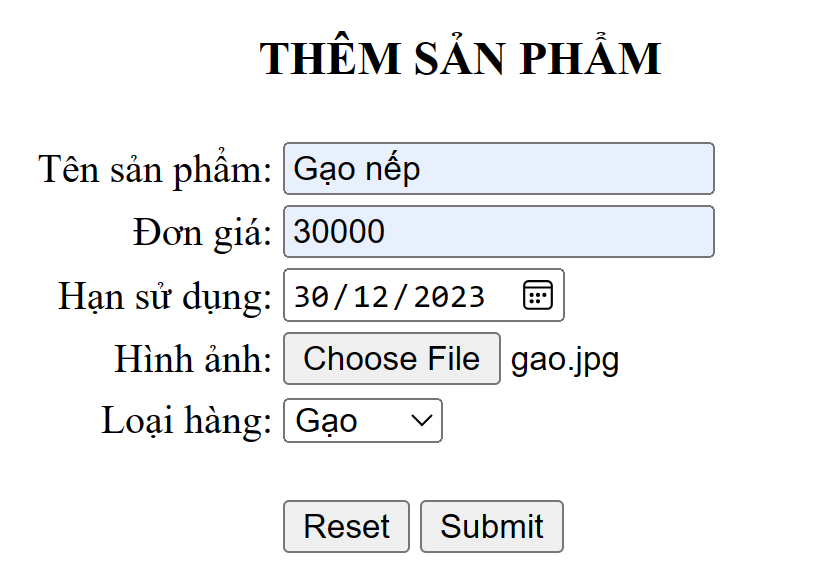 THÊM SẢN PHẨM
Tên sản phẩm: Gạo nếp
Đơn giá: 30000
Hạn sử dụng: 30/12/2023
Hình ảnh: Choose File gao.jpg
Loại hàng: Gạo
Reset Submit